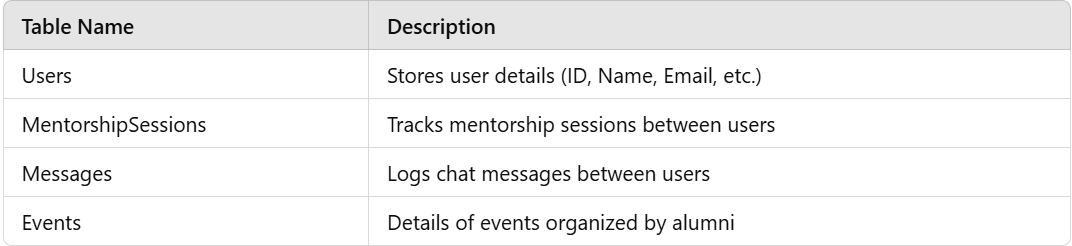 Table Name Description
Users Stores user details (ID, Name, Email, etc.)
MentorshipSessions Tracks mentorship sessions between users
Messages Logs chat messages between users
Events Details of events organized by alumni